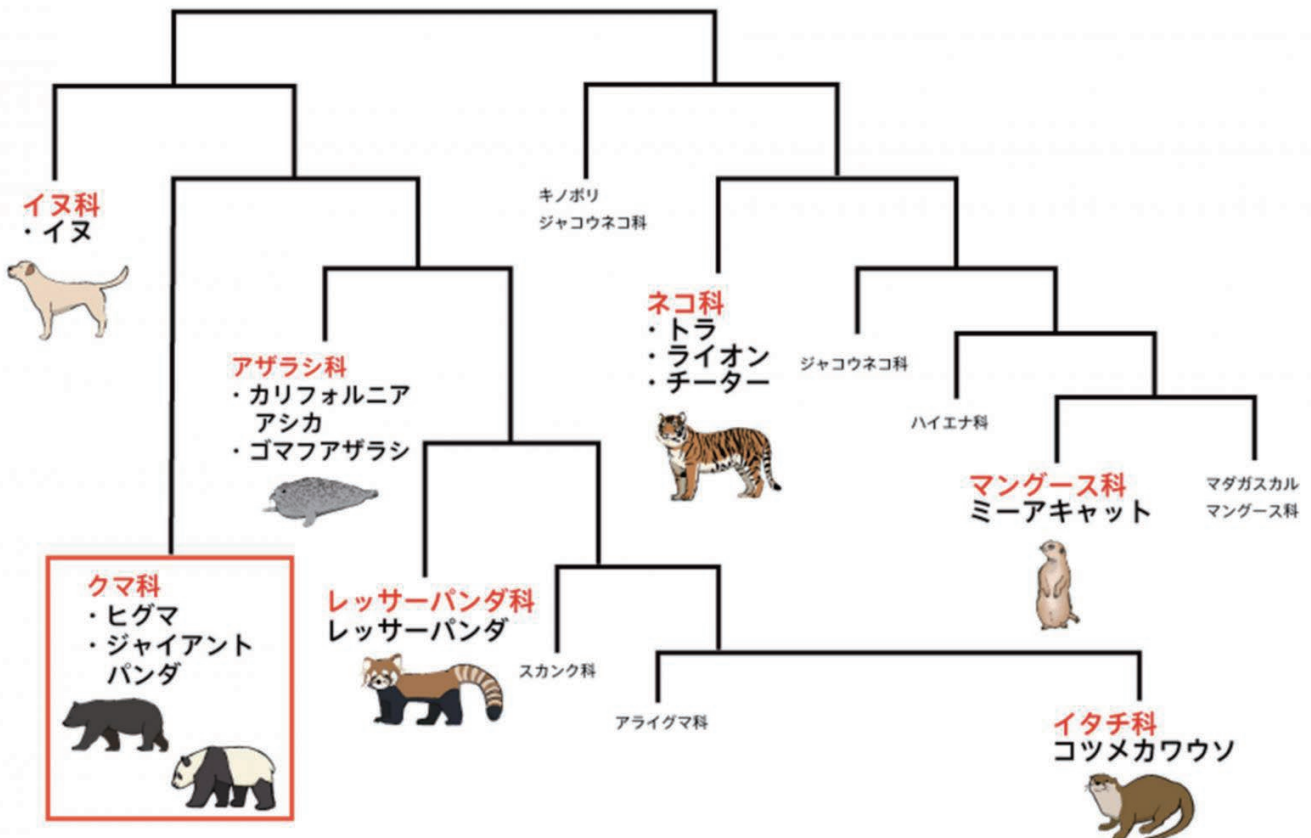 イヌ科
・イヌ
キノボリ
ジャコウネコ科
ネコ科
・トラ
・ライオン
・チーター
ジャコウネコ科
アザラシ科
・カリフォルニア
アシカ
・ゴマフアザラシ
ハイエナ科
マングース科
ミーアキャット
マダガスカル
マングース科
クマ科
・ヒグマ
・ジャイアント
パンダ
レッサーパンダ科
レッサーパンダ
スカンク科
アライグマ科
イタチ科
コツメカワウソ